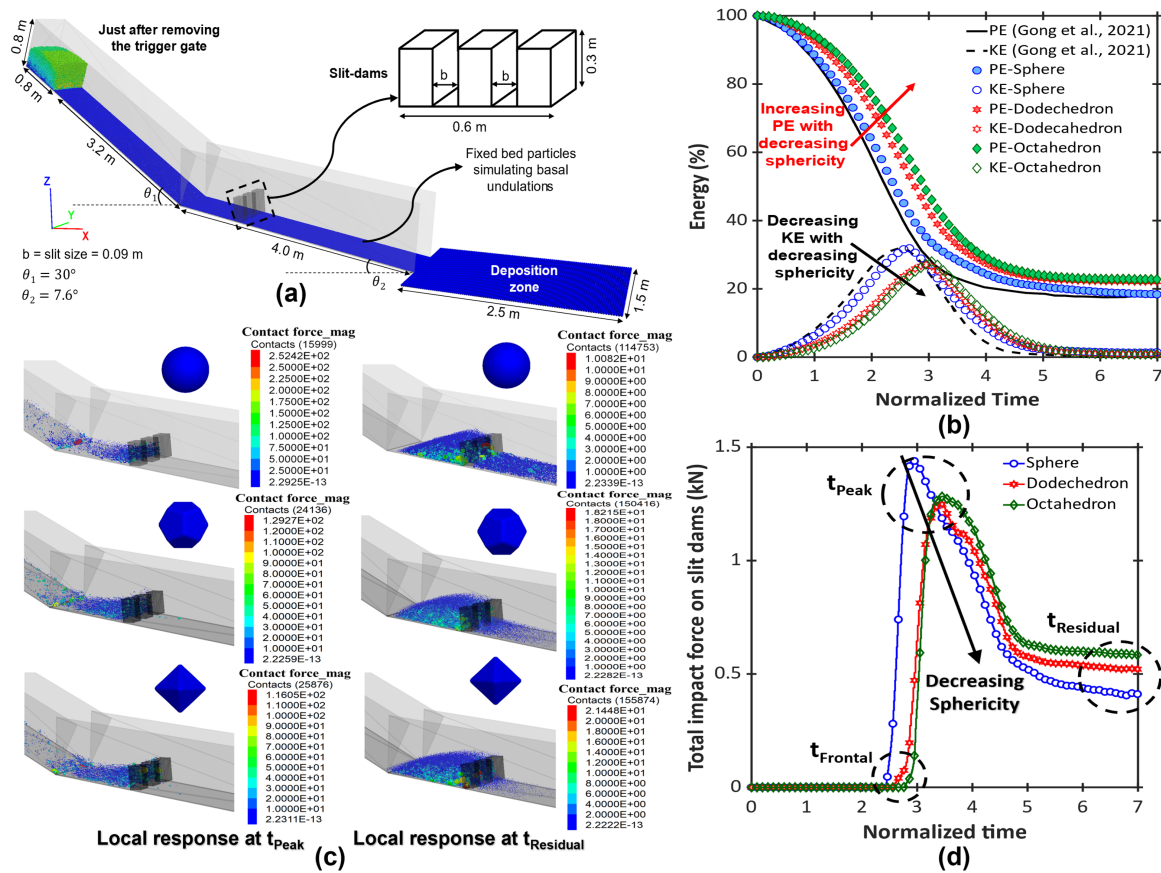 0.8 m
0.8 m
Just after removing
the trigger gate
Slit-dams
b
b
0.3 m
0.6 m
3.2 m
Fixed bed particles
simulating basal
undulations
Z
Y
X
θ1
b = slit size = 0.09 m
θ1 = 30°
θ2 = 7.6°
4.0 m
θ2
Deposition
zone
1.5 m
2.5 m
(a)
100
80
60
40
20
0
Energy (%)
0 1 2 3 4 5 6 7
Normalized Time
PE (Gong et al., 2021)
KE (Gong et al., 2021)
PE-Sphere
KE-Sphere
PE-Dodechedron
KE-Dodecahedron
PE-Octahedron
KE-Octahedron
Increasing
PE with
decreasing
sphericity
Decreasing
KE with
decreasing
sphericity
(b)
Contact force_mag
Contacts (15999)
2.5242E+02
2.5000E+02
2.2500E+02
2.0000E+02
1.7500E+02
1.5000E+02
1.2500E+02
1.0000E+02
7.5000E+01
5.0000E+01
2.5000E+01
2.2925E-13
Contact force_mag
Contacts (114753)
1.0082E+01
1.0000E+01
9.0000E+00
8.0000E+00
7.0000E+00
6.0000E+00
5.0000E+00
4.0000E+00
3.0000E+00
2.0000E+00
1.0000E+00
2.2339E-13
Contact force_mag
Contacts (24136)
1.2927E+02
1.2000E+02
1.1000E+02
1.0000E+02
9.0000E+01
8.0000E+01
7.0000E+01
6.0000E+01
5.0000E+01
4.0000E+01
3.0000E+01
2.0000E+01
1.0000E+01
2.2259E-13
Contact force_mag
Contacts (150416)
1.8215E+01
1.8000E+01
1.7000E+01
1.6000E+01
1.5000E+01
1.4000E+01
1.3000E+01
1.2000E+01
1.1000E+01
1.0000E+01
9.0000E+00
8.0000E+00
7.0000E+00
6.0000E+00
5.0000E+00
4.0000E+00
3.0000E+00
2.0000E+00
1.0000E+00
2.2282E-13
Contact force_mag
Contacts (25876)
1.1605E+02
1.1000E+02
1.0000E+02
9.0000E+01
8.0000E+01
7.0000E+01
6.0000E+01
5.0000E+01
4.0000E+01
3.0000E+01
2.0000E+01
1.0000E+01
2.2311E-13
Contact force_mag
Contacts (155874)
2.1448E+01
2.0000E+01
1.8000E+01
1.6000E+01
1.4000E+01
1.2000E+01
1.0000E+01
8.0000E+00
6.0000E+00
4.0000E+00
2.0000E+00
2.2222E-13
Local response at tPeak
Local response at tResidual
(c)
1.5
1
0.5
0
Total impact force on slit dams (kN)
0 1 2 3 4 5 6 7
Normalized time
Sphere
Dodechedron
Octahedron
tPeak
tResidual
Decreasing
Sphericity
tFrontal
(d)